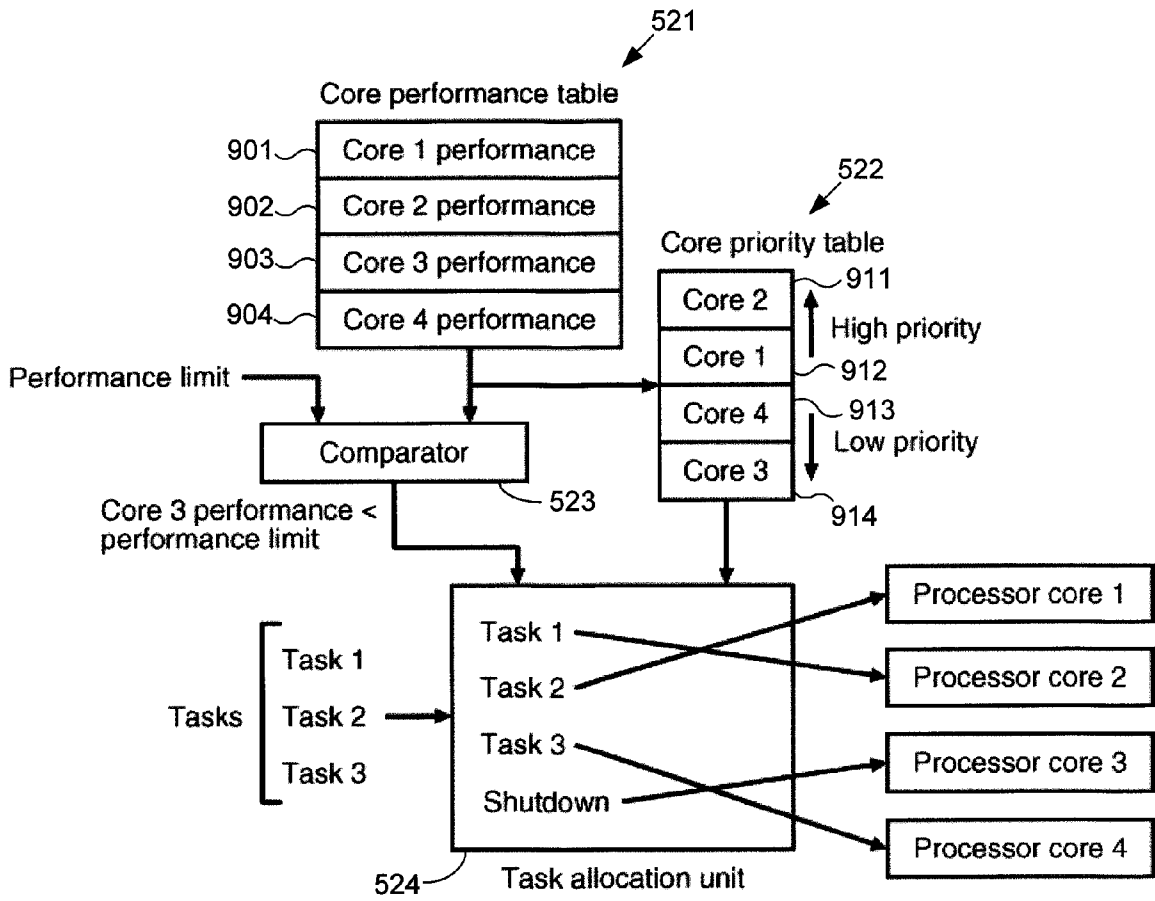 521
Core performance table
901
Core 1 performance
902
Core 2 performance
903
Core 3 performance
904
Core 4 performance
522
Core priority table
911
Core 2
High priority
Core 1
912
Core 4
913
Low priority
Core 3
914
Performance limit
Comparator
523
Core 3 performance <
performance limit
Tasks
Task 1
Task 2
Task 3
Task 1
Task 2
Task 3
Shutdown
524
Task allocation unit
Processor core 1
Processor core 2
Processor core 3
Processor core 4